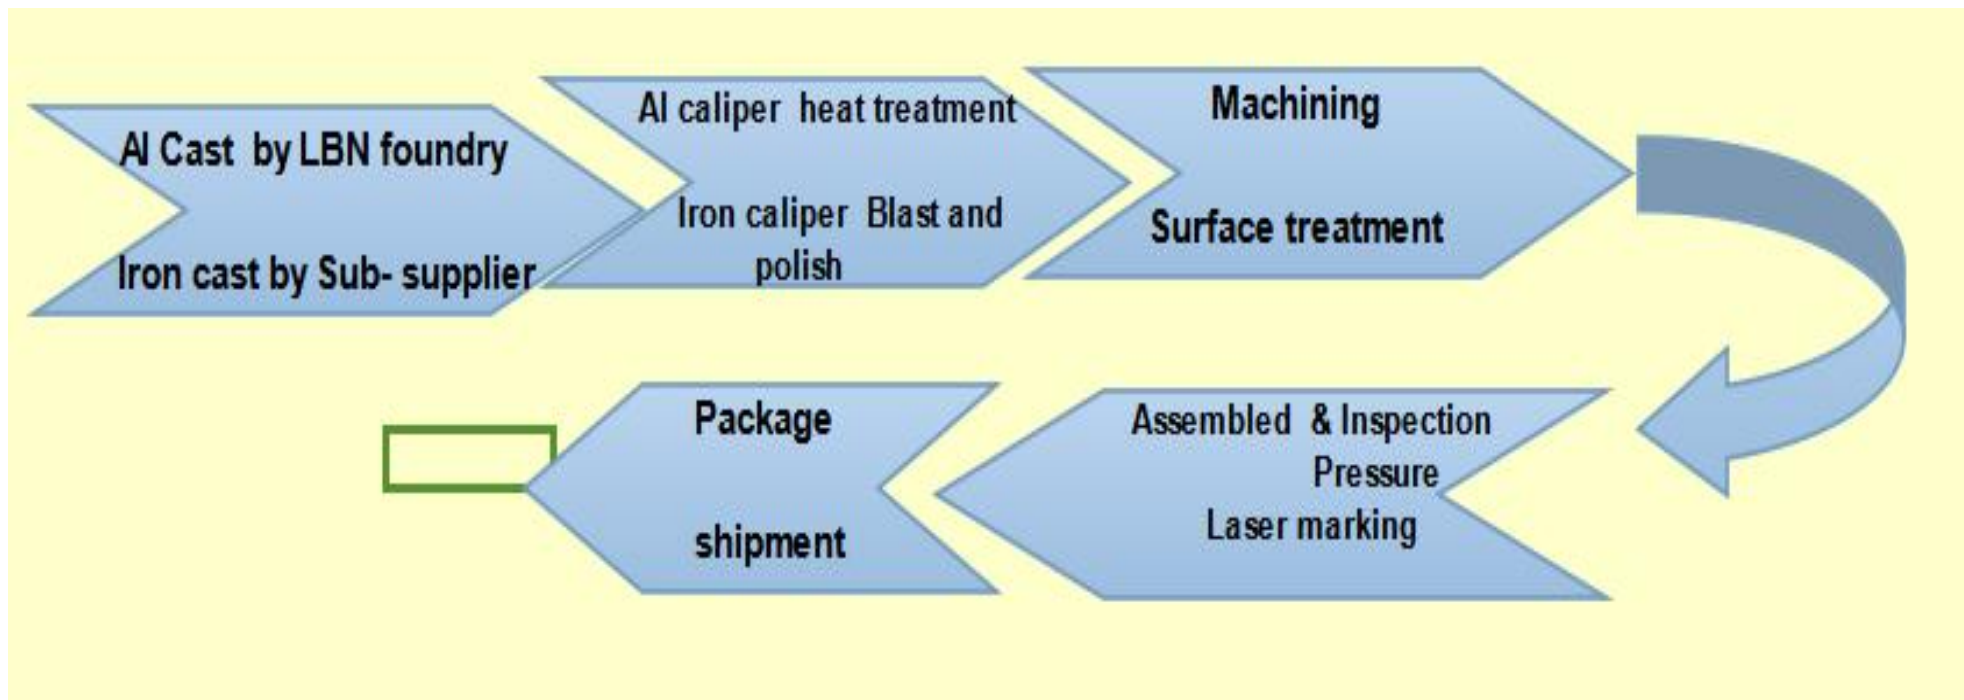 Al Cast by LBN foundry
Iron cast by Sub- supplier
Al caliper heat treatment
Iron caliper Blast and
polish
Machining
Surface treatment
Assembled & Inspection
Pressure
Laser marking
Package
shipment